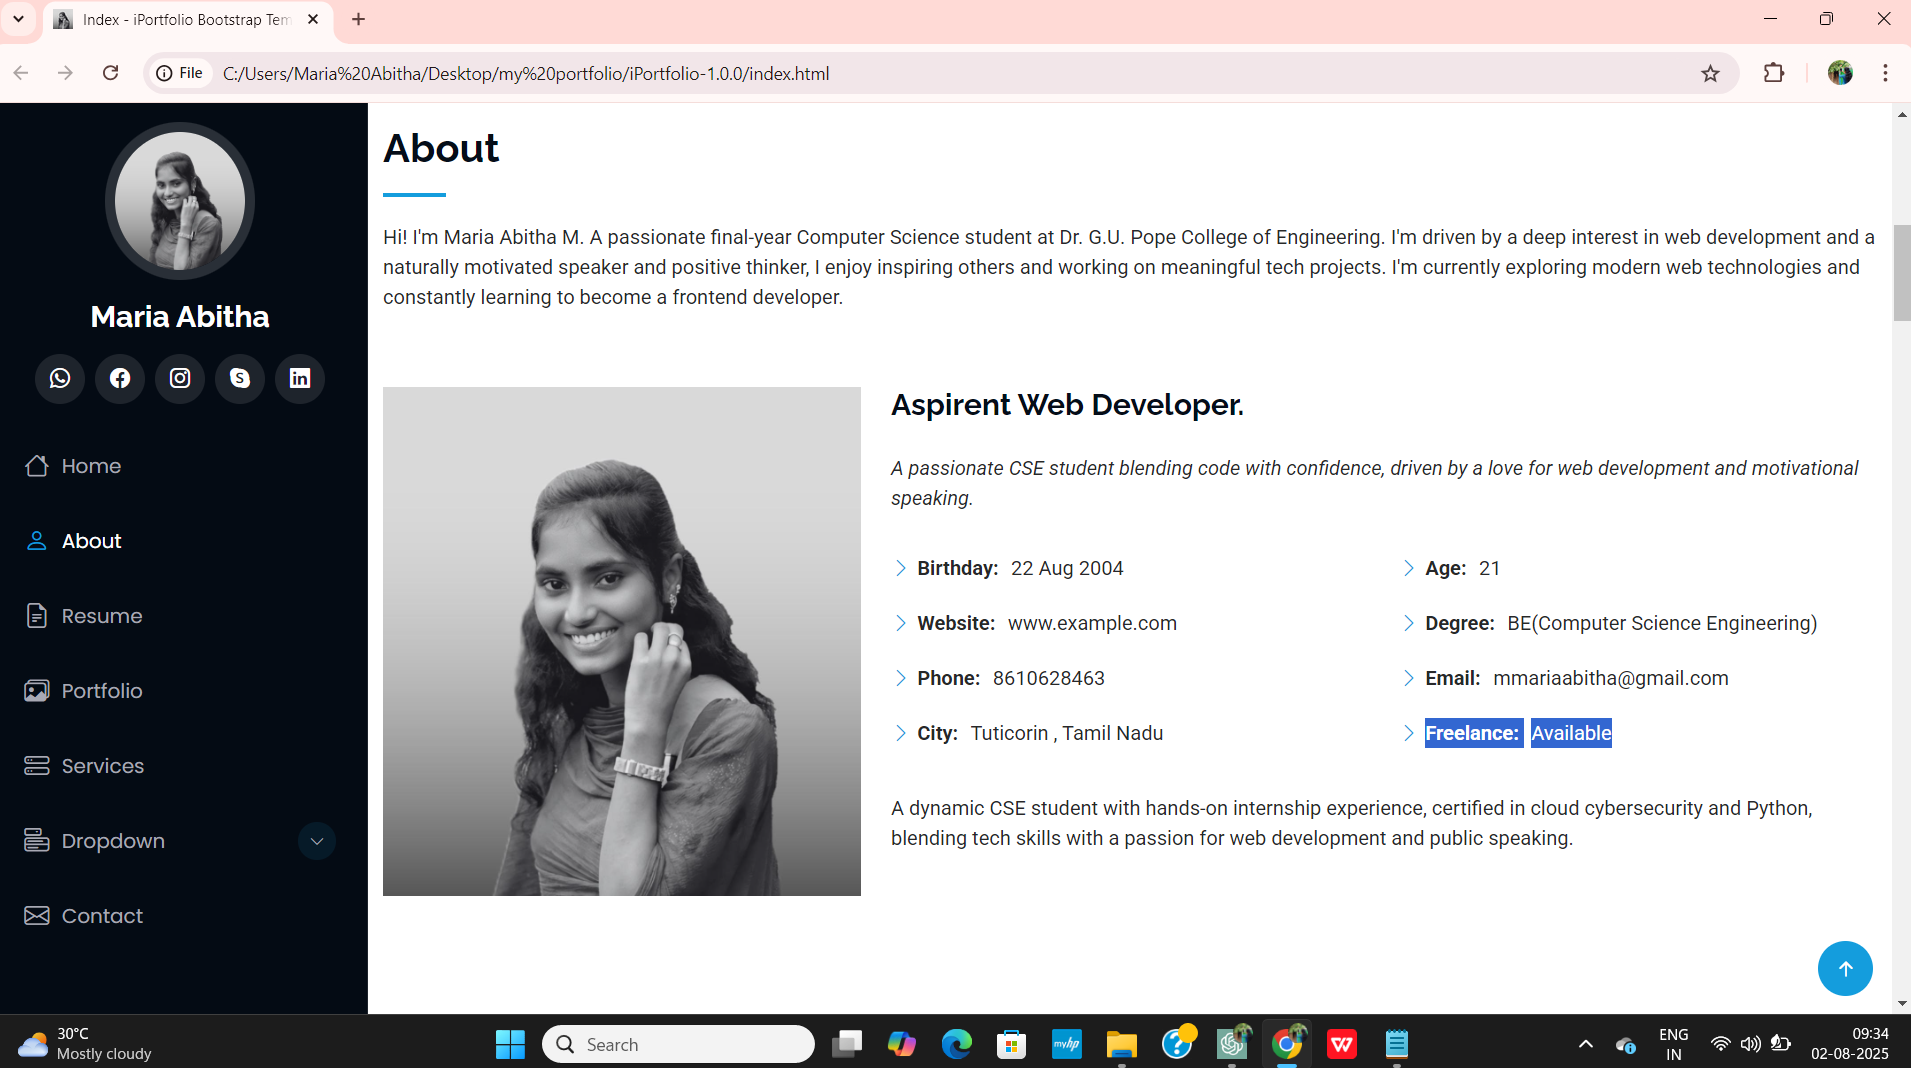 Index - iPortfolio Bootstrap Tem
File
C:/Users/Maria%20Abitha/Desktop/my%20portfolio/iPortfolio-1.0.0/index.html
Maria Abitha
Home
About
Resume
Portfolio
Services
Dropdown
Contact
About
Hi! I'm Maria Abitha M. A passionate final-year Computer Science student at Dr. G.U. Pope College of Engineering. I'm driven by a deep interest in web development and a
naturally motivated speaker and positive thinker, I enjoy inspiring others and working on meaningful tech projects. I'm currently exploring modern web technologies and
constantly learning to become a frontend developer.
Aspirent Web Developer.
A passionate CSE student blending code with confidence, driven by a love for web development and motivational
speaking.
Birthday: 22 Aug 2004
Age: 21
Website: www.example.com
Degree: BE(Computer Science Engineering)
Phone: 8610628463
Email: mmariaabitha@gmail.com
City: Tuticorin , Tamil Nadu
Freelance: Available
A dynamic CSE student with hands-on internship experience, certified in cloud cybersecurity and Python,
blending tech skills with a passion for web development and public speaking.
30°C
Mostly cloudy
Search
myhp
ENG
IN
09:34
02-08-2025